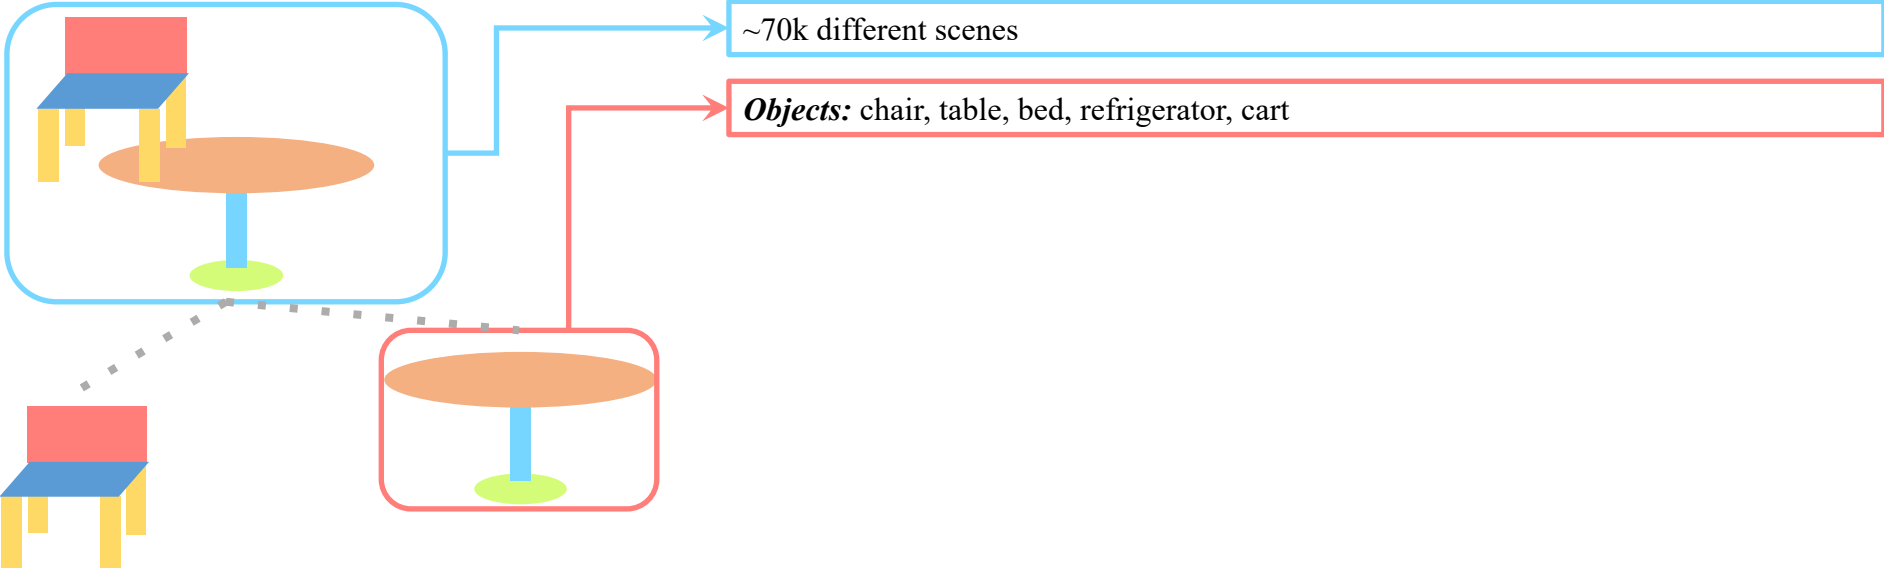 ~70k different scenes
Objects: chair, table, bed, refrigerator, cart